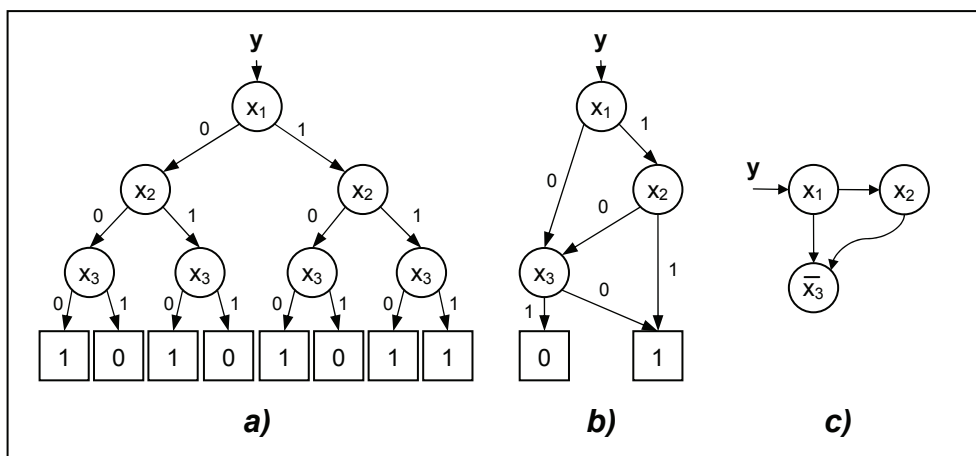 y y
x1 x1
0 1 1
y
x2 x2 0 x2 x1 x2
0 1 0 1 0
x3 x3 x3 x3 x3 1 x̅3
0 1 0 1 0 1 0 1 1 0
1 0 1 0 1 0 1 1 0 1
a) b) c)